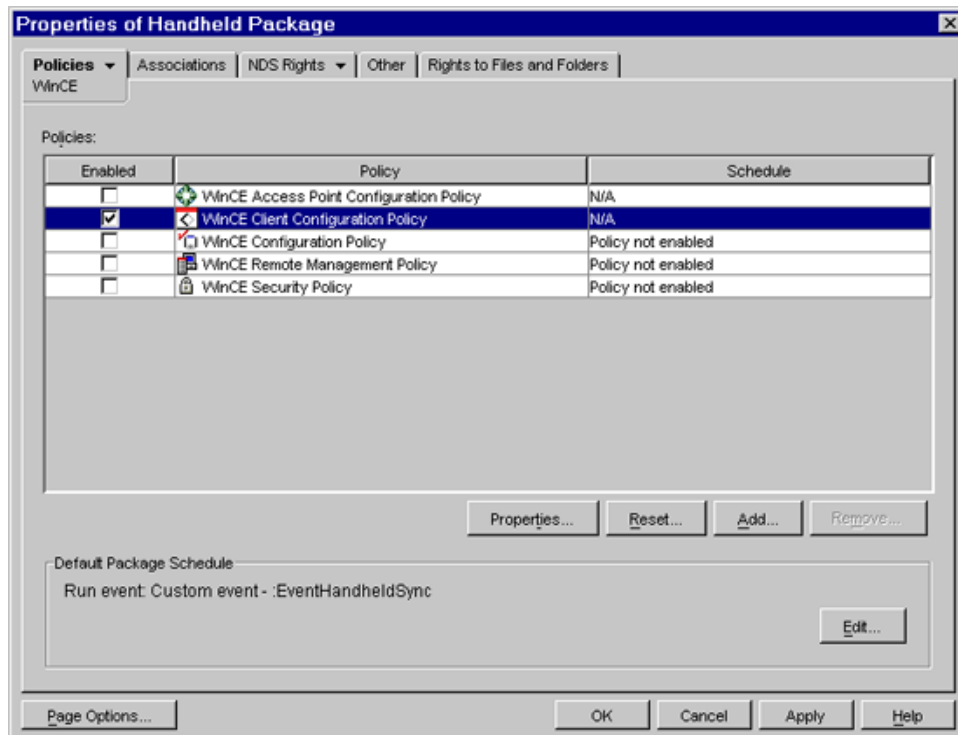 Properties of Handheld Package
Policies Associations NDS Rights Other Rights to Files and Folders
WinCE
Policies:
Enabled Policy Schedule
WinCE Access Point Configuration Policy N/A
WinCE Client Configuration Policy N/A
WinCE Configuration Policy Policy not enabled
WinCE Remote Management Policy Policy not enabled
WinCE Security Policy Policy not enabled
Properties... Reset... Add... Remove...
Default Package Schedule
Run event: Custom event - :EventHandheldSync
Edit...
Page Options... OK Cancel Apply Help